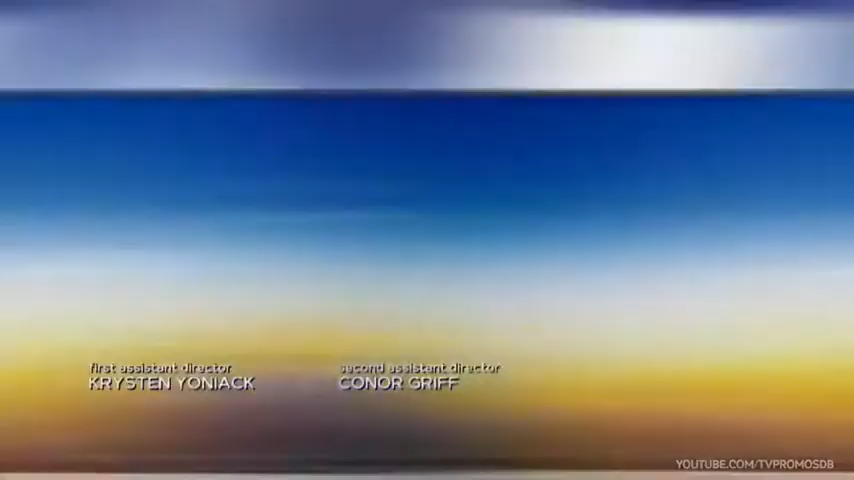 first assistant director
KRYSTEN YONIACK
second assistant director
CONOR GRIFF
YOUTUBE.COM/TVPROMOSDB